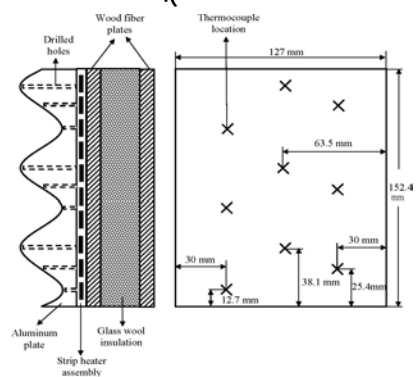 Drilled
holes
Wood fiber
plates
Thermocouple
location
127 mm
63.5 mm
152.4
mm
30 mm
30 mm
38.1 mm
25.4mm
12.7 mm
Aluminum
plate
Glass wool
insulation
Strip heater
assembly